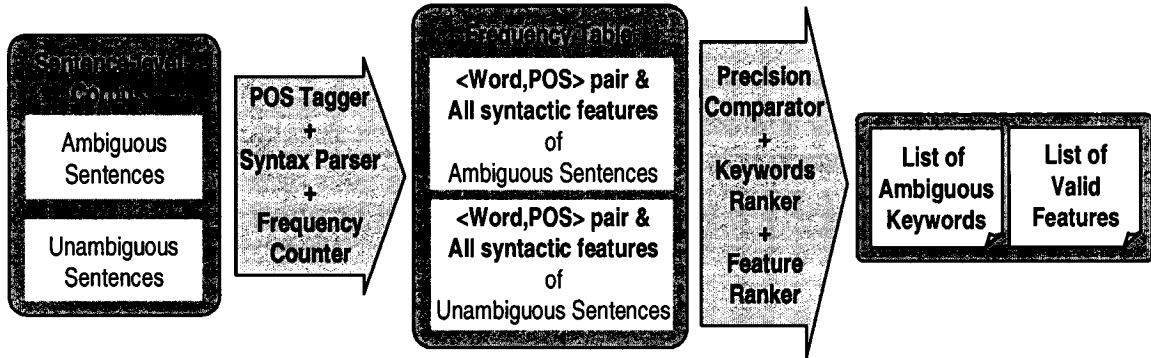 Sentence-level
Corpus
Ambiguous
Sentences
Unambiguous
Sentences
POS Tagger
+
Syntax Parser
+
Frequency
Counter
Frequency Table
<Word,POS> pair &
All syntactic features
of
Ambiguous Sentences
<Word,POS> pair &
All syntactic features
of
Unambiguous Sentences
Precision
Comparator
+
Keywords
Ranker
+
Feature
Ranker
List of
Ambiguous
Keywords
List of
Valid
Features